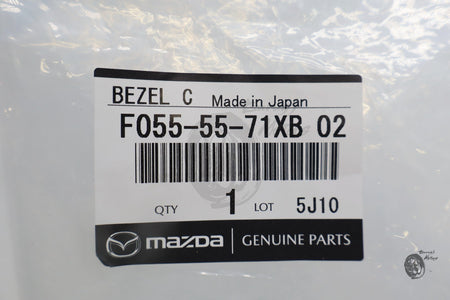 BEZEL C Made in Japan
F055-55-71XB 02
QTY 1 LOT 5J10
mazda GENUINE PARTS